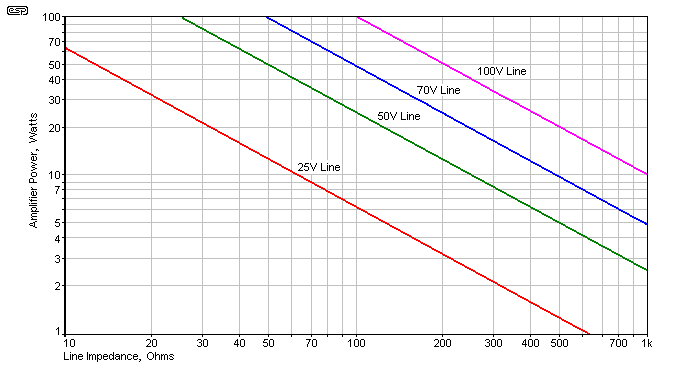 esp
100
70
50
40
30
20
10
7
5
4
3
2
1
Amplifier Power, Watts
100V Line
70V Line
50V Line
25V Line
10 20 30 40 50 70 100 200 300 400 500 700 1k
Line Impedance, Ohms